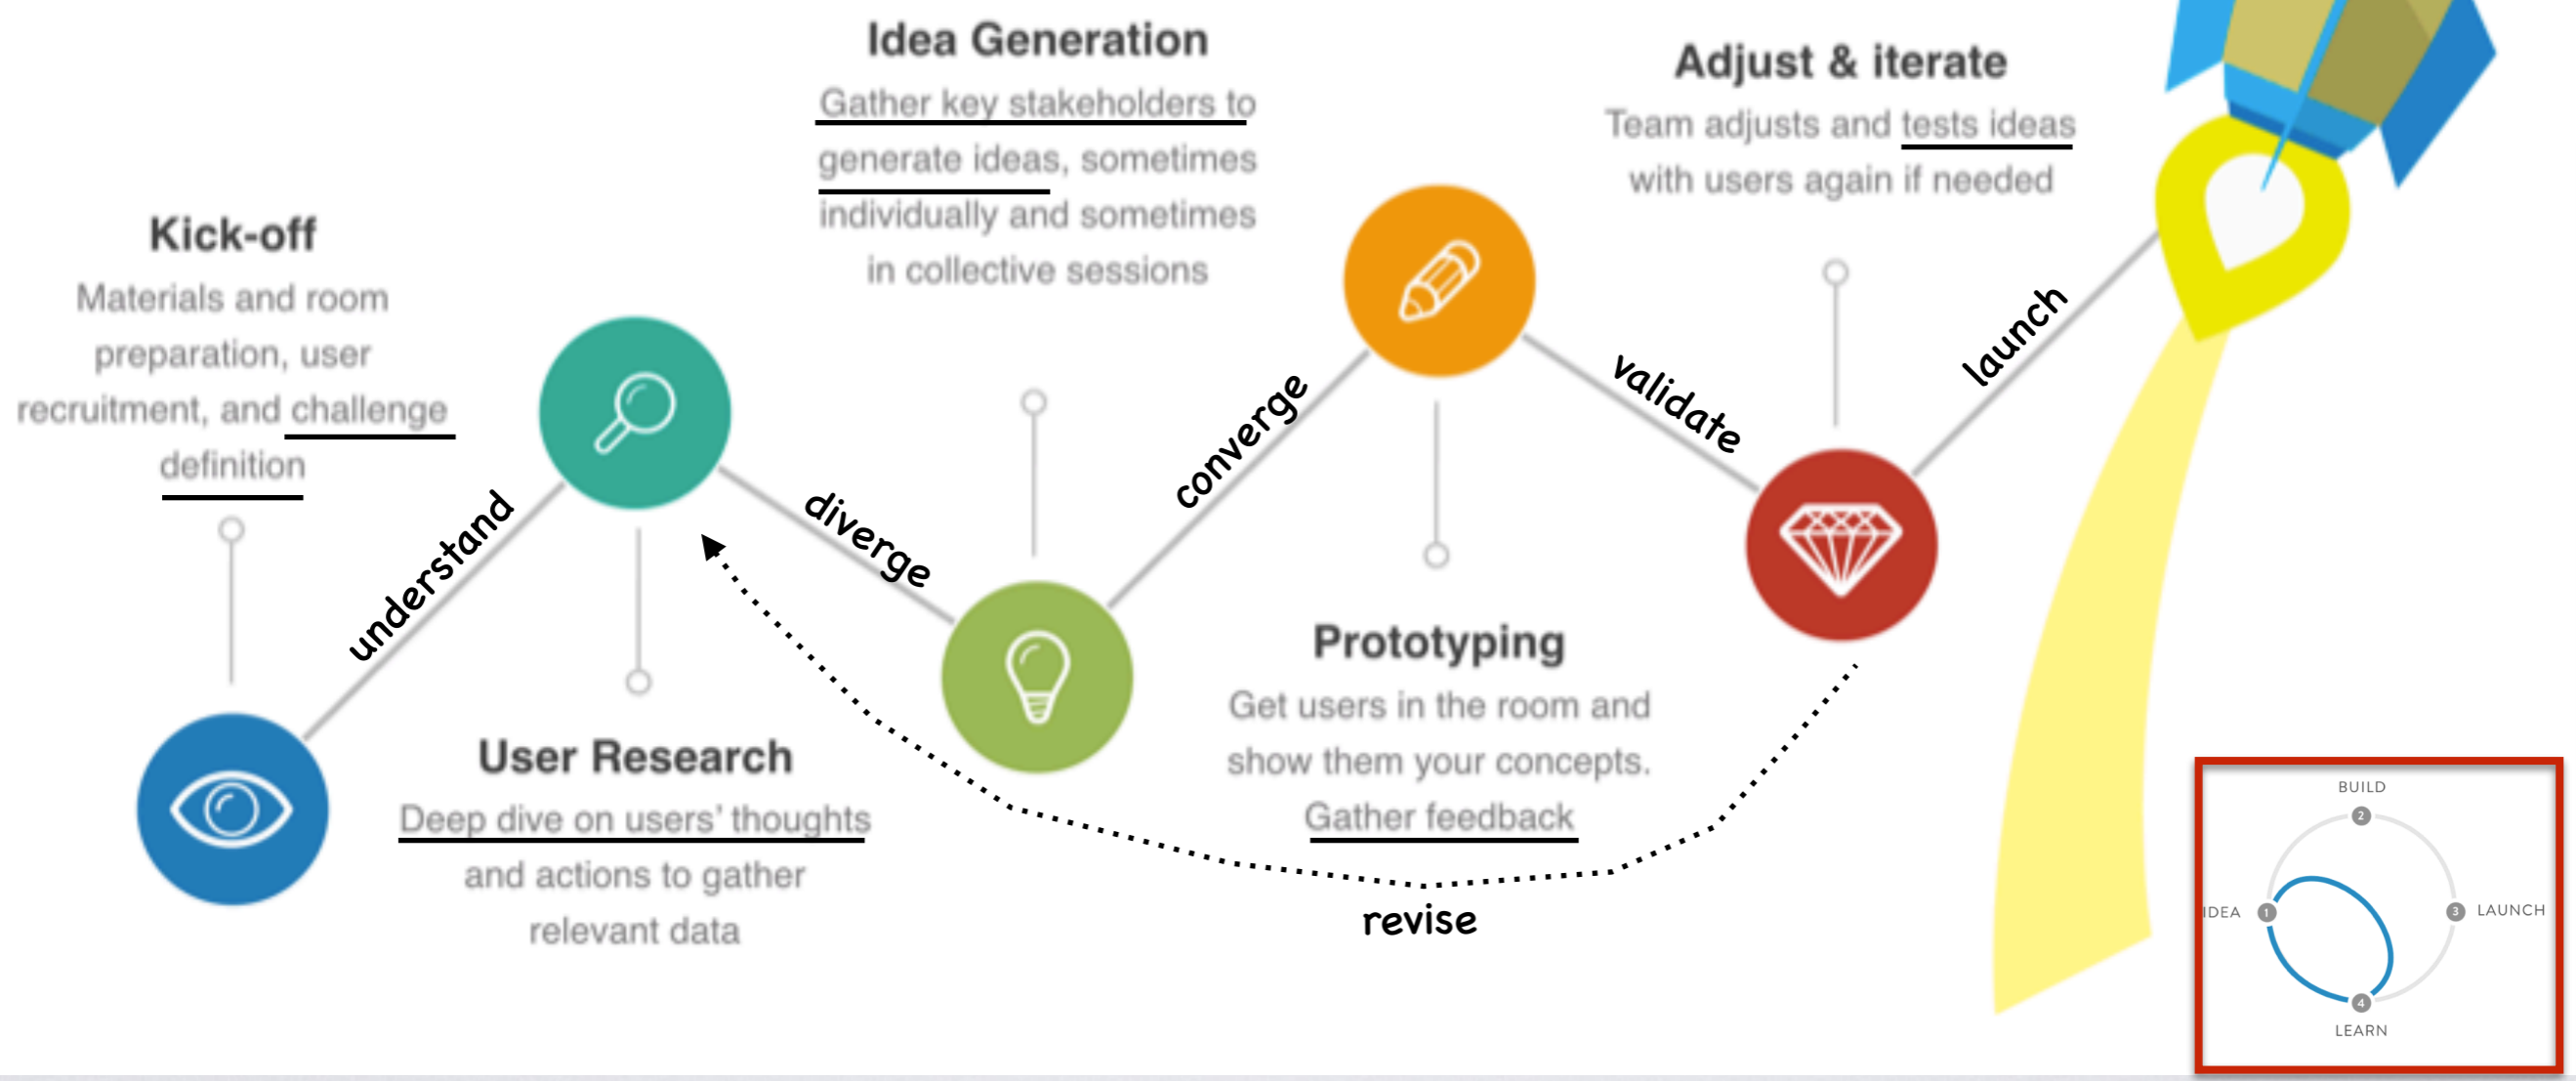 Kick-off
Materials and room
preparation, user
recruitment, and challenge
definition
understand
User Research
Deep dive on users’ thoughts
and actions to gather
relevant data
diverge
Idea Generation
Gather key stakeholders to
generate ideas, sometimes
individually and sometimes
in collective sessions
converge
Prototyping
Get users in the room and
show them your concepts.
Gather feedback
validate
Adjust & iterate
Team adjusts and tests ideas
with users again if needed
launch
revise
BUILD
2
IDEA
1
3
LAUNCH
4
LEARN